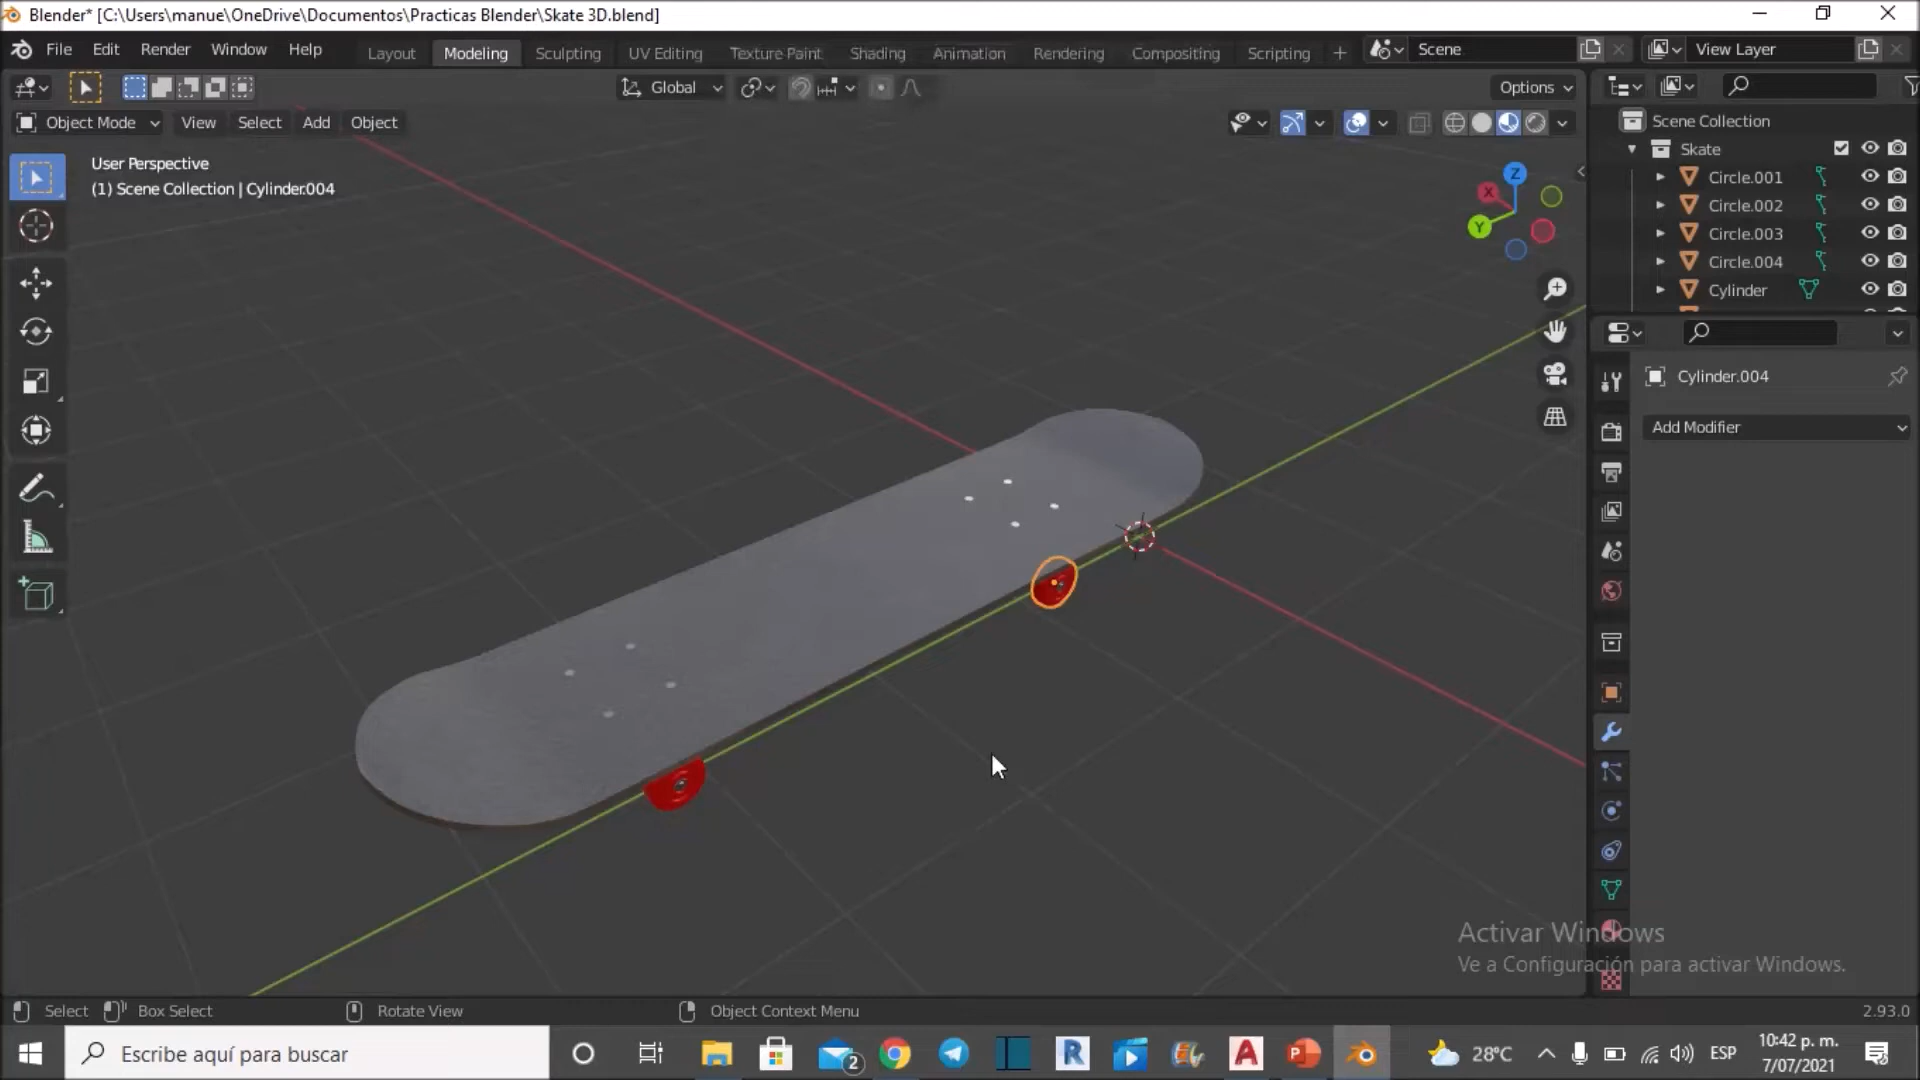 Blender* [C:\Users\manue\OneDrive\Documentos\Practicas Blender\Skate 3D.blend]
File Edit Render Window Help Layout Modeling Sculpting UV Editing Texture Paint Shading Animation Rendering Compositing Scripting + Scene View Layer
Global Options
Object Mode View Select Add Object
Scene Collection
User Perspective
(1) Scene Collection | Cylinder.004
Skate
Circle.001
Circle.002
Circle.003
Circle.004
Cylinder
Z
X
Y
Cylinder.004
Add Modifier
Activar Windows
Ve a Configuración para activar Windows.
Select Box Select Rotate View Object Context Menu 2.93.0
Escribe aquí para buscar
2
R
A
P
28°C
ESP
10:42 p. m.
7/07/2021